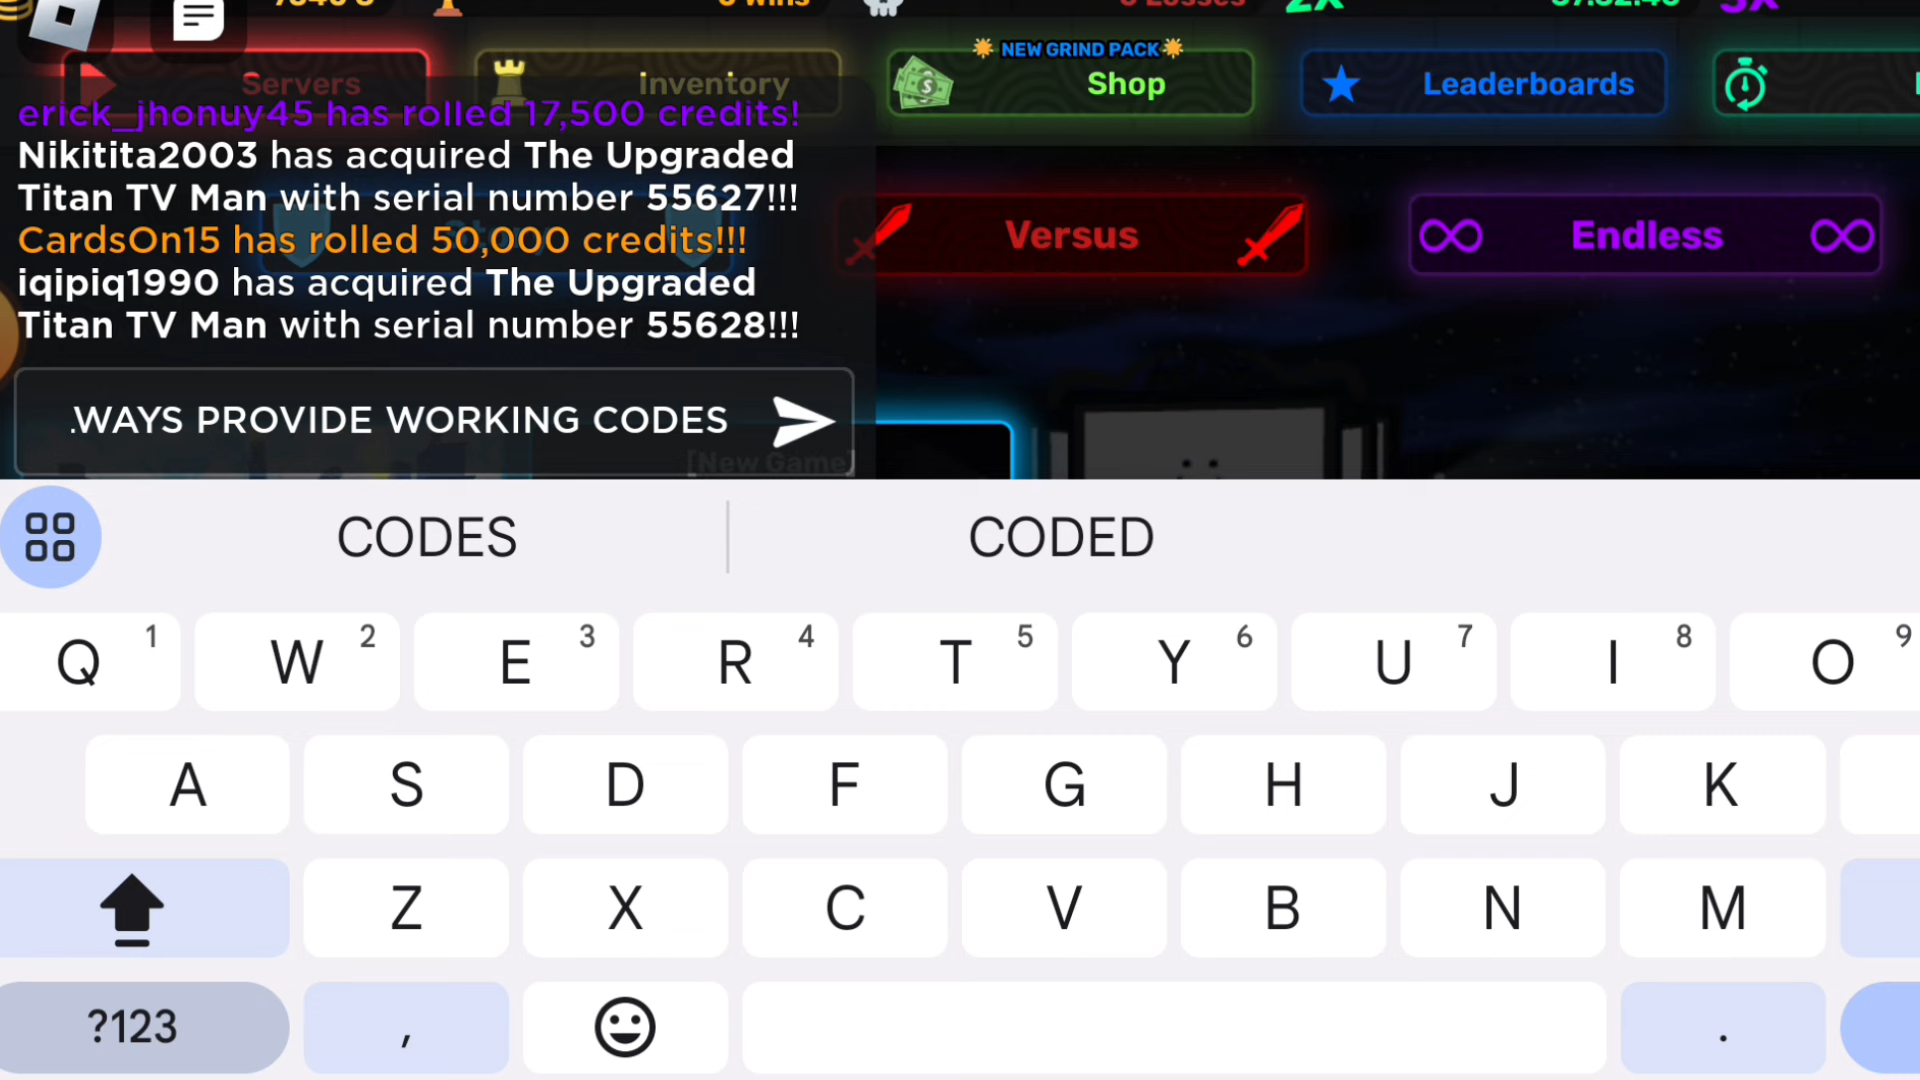 NEW GRIND PACK
Servers
Inventory
Shop
Leaderboards
erick_jhonuy45 has rolled 17,500 credits!
Nikitita2003 has acquired The Upgraded
Titan TV Man with serial number 55627!!!
CardsOn15 has rolled 50,000 credits!!!
iqipiq1990 has acquired The Upgraded
Titan TV Man with serial number 55628!!!
Versus
Endless
.WAYS PROVIDE WORKING CODES
[New Game]
CODES
CODED
Q 1 W 2 E 3 R 4 T 5 Y 6 U 7 I 8 O 9
A S D F G H J K
Z X C V B N M
?123 , .